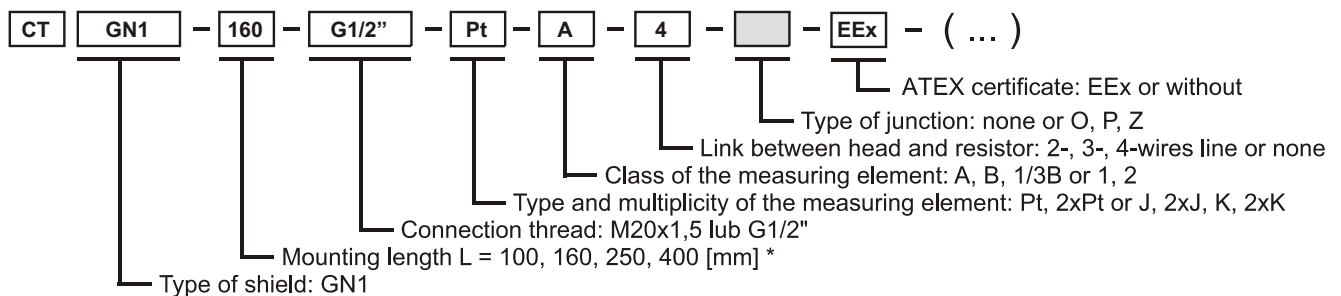 CT GN1 – 160 – G1/2” – Pt – A – 4 – – EEx – (...)
ATEX certificate: EEx or without
Type of junction: none or O, P, Z
Link between head and resistor: 2-, 3-, 4-wires line or none
Class of the measuring element: A, B, 1/3B or 1, 2
Type and multiplicity of the measuring element: Pt, 2xPt or J, 2xJ, K, 2xK
Connection thread: M20x1,5 lub G1/2"
Mounting length L = 100, 160, 250, 400 [mm] *
Type of shield: GN1